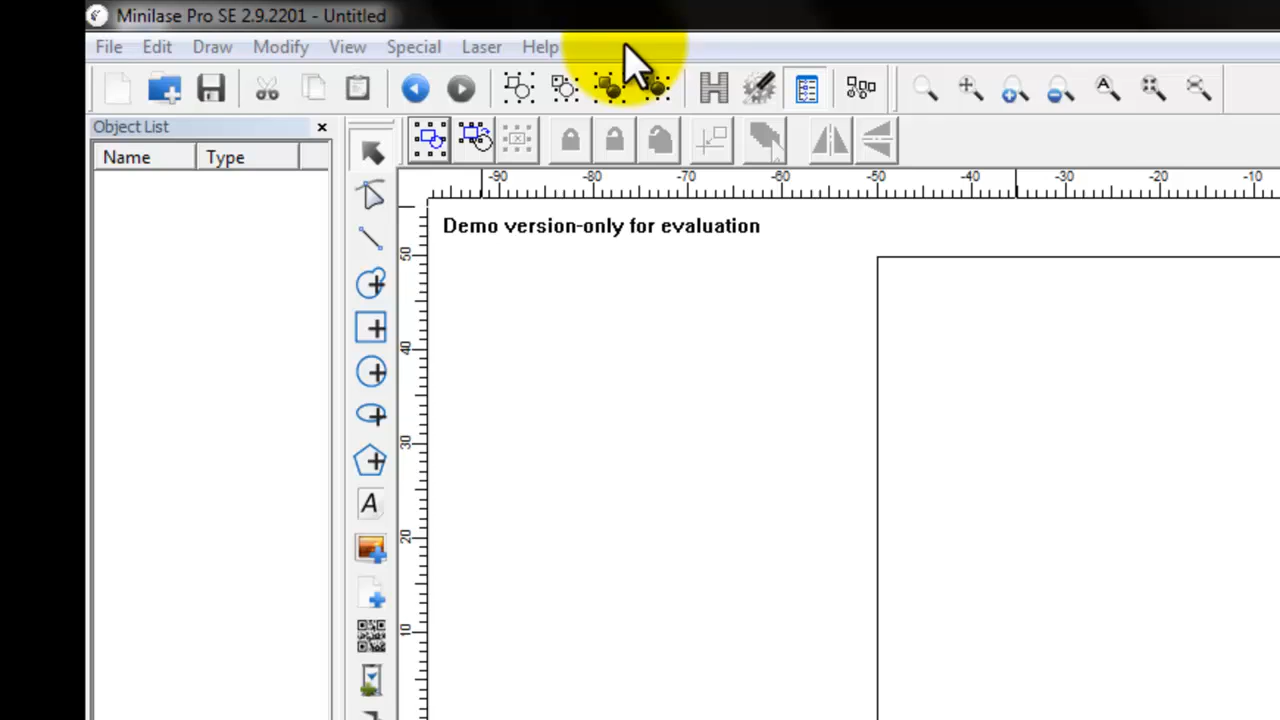 Minilase Pro SE 2.9.2201 - Untitled
File Edit Draw Modify View Special Laser Help
A
Object List
Name Type
-90 -80 -70 -60 -50 -40 -30 -20 -10
Demo version-only for evaluation
50
40
30
20
10
A